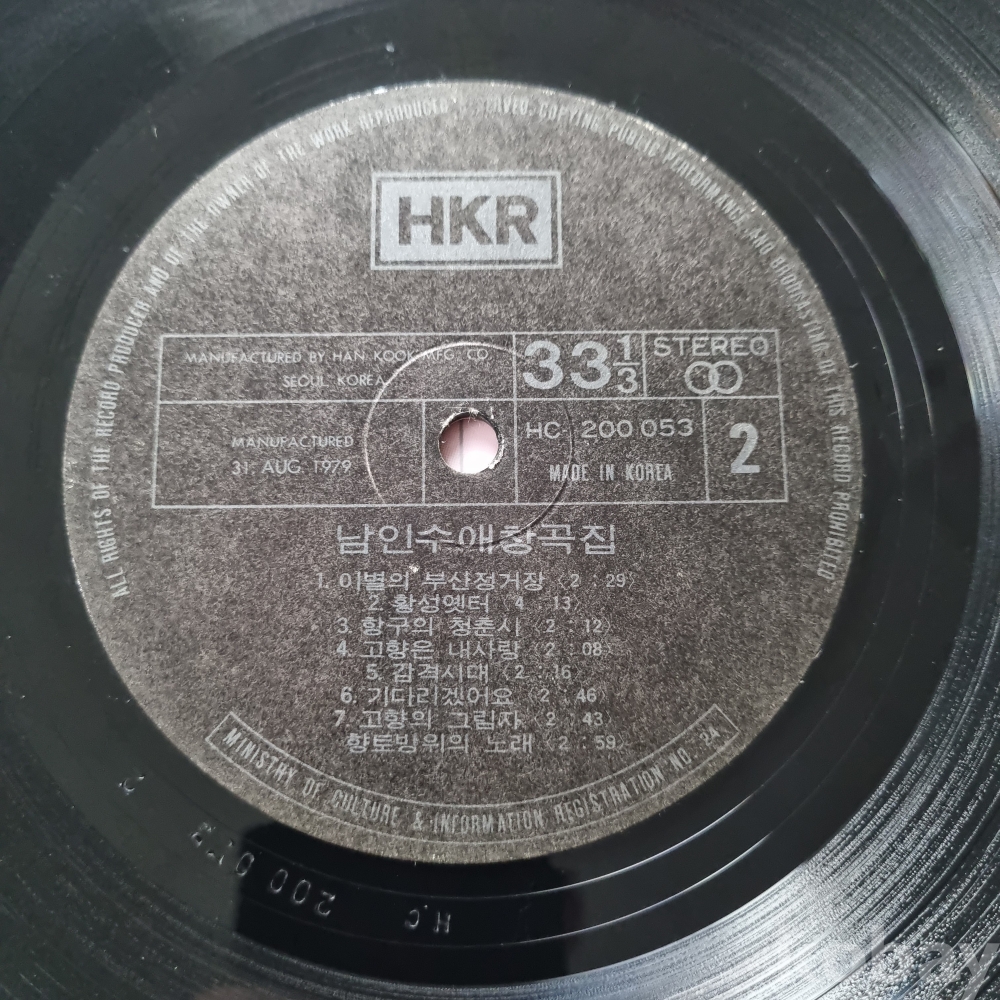 ALL RIGHTS OF THE RECORD PRODUCER AND OF THE OWNER OF THE WORK REPRODUCED RESERVED. COPYING PUBLIC PERFORMANCE AND BROADCASTING OF THIS RECORD PROHIBITED
HKR
MANUFACTURED BY HAN KOOK MFG. CO.
SEOUL KOREA
33 1/3
STEREO
MANUFACTURED
31. AUG. 1979
HC 200 053
MADE IN KOREA
2
남인수애창곡집
1. 이별의 부산정거장 〈2:29〉
2. 황성옛터 〈4:13〉
3. 항구의 청춘시 〈2:12〉
4. 고향은 내사랑 〈2:08〉
5. 감격시대 〈2:16
6. 기다리겠어요 〈2:46〉
7. 고향의 그림자 〈2:43〉
향토방위의 노래 〈2:59〉
MINISTRY OF CULTURE & INFORMATION REGISTRATION NO. 24
HC 200 053 2
ebay